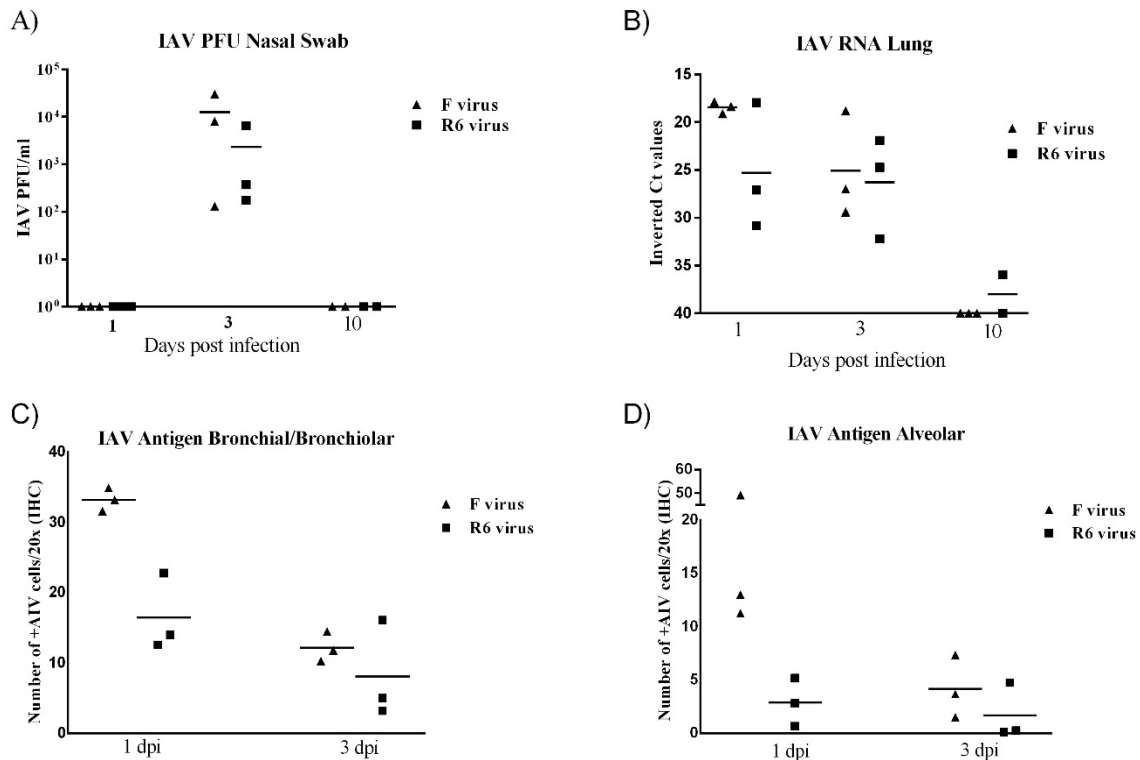 A)
IAV PFU Nasal Swab
IAV PFU/ml
10⁵
10⁴
10³
10²
10¹
10⁰
1
3
10
Days post infection
F virus
R6 virus
B)
IAV RNA Lung
Inverted Ct values
15
20
25
30
35
40
1
3
10
Days post infection
F virus
R6 virus
C)
IAV Antigen Bronchial/Bronchiolar
Number of +AIV cells/20x (IHC)
40
30
20
10
0
1 dpi
3 dpi
F virus
R6 virus
D)
IAV Antigen Alveolar
Number of +AIV cells/20x (IHC)
60
50
20
15
10
5
0
1 dpi
3 dpi
F virus
R6 virus